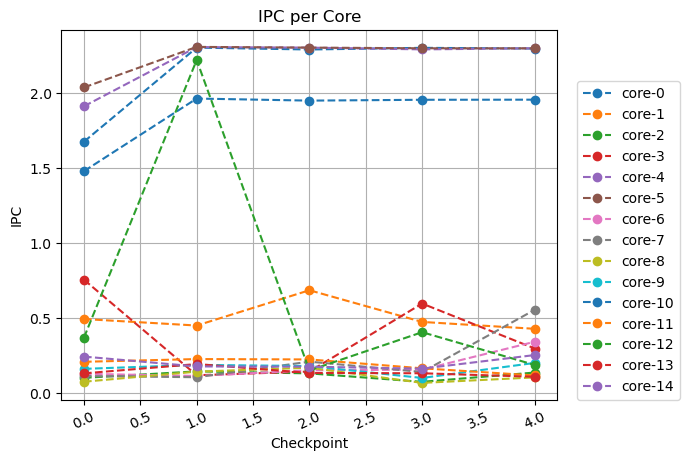 IPC per Core
IPC
2.0
1.5
1.0
0.5
0.0
0.0
0.5
1.0
1.5
2.0
2.5
3.0
3.5
4.0
Checkpoint
core-0
core-1
core-2
core-3
core-4
core-5
core-6
core-7
core-8
core-9
core-10
core-11
core-12
core-13
core-14